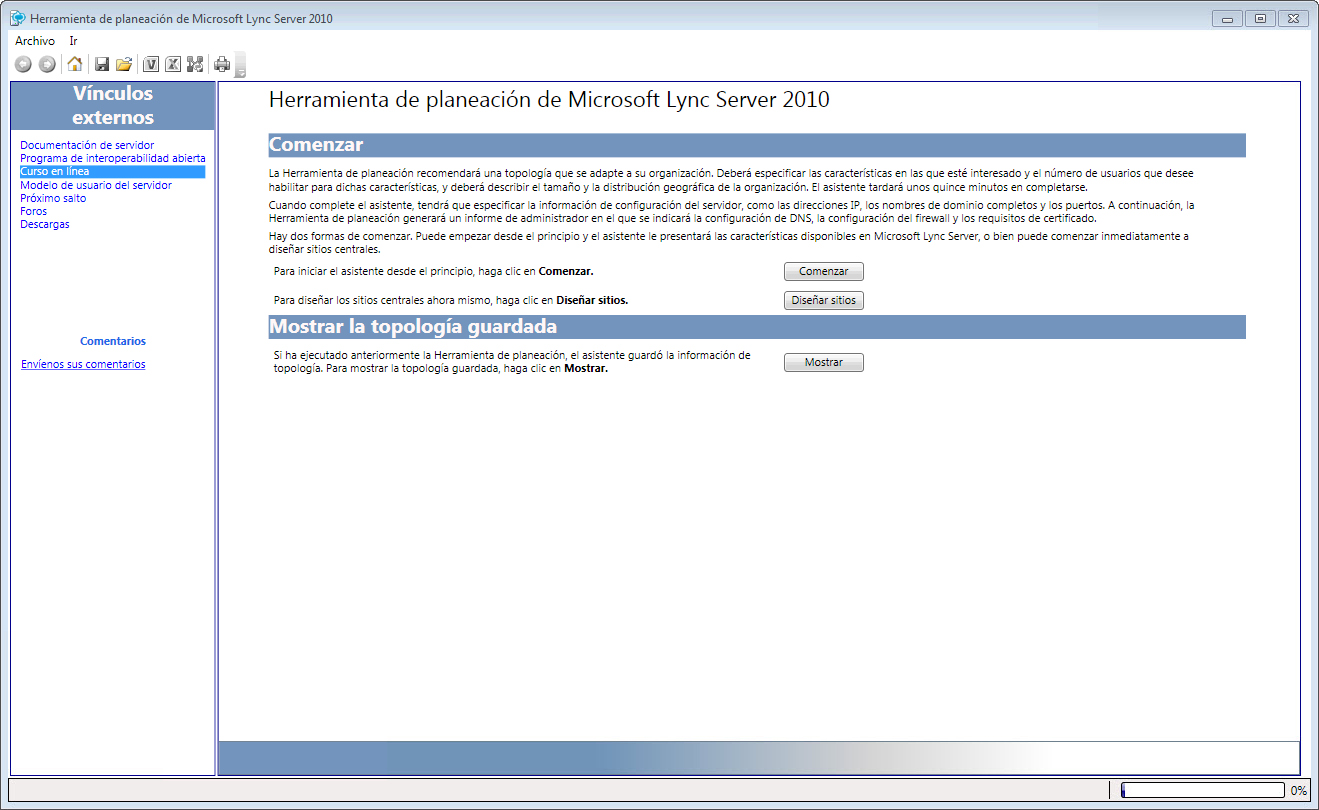 Herramienta de planeación de Microsoft Lync Server 2010
Archivo Ir
Vínculos
externos
Documentación de servidor
Programa de interoperabilidad abierta
Curso en línea
Modelo de usuario del servidor
Próximo salto
Foros
Descargas
Comentarios
Envíenos sus comentarios
Herramienta de planeación de Microsoft Lync Server 2010
Comenzar
La Herramienta de planeación recomendará una topología que se adapte a su organización. Deberá especificar las características en las que esté interesado y el número de usuarios que desee
habilitar para dichas características, y deberá describir el tamaño y la distribución geográfica de la organización. El asistente tardará unos quince minutos en completarse.
Cuando complete el asistente, tendrá que especificar la información de configuración del servidor, como las direcciones IP, los nombres de dominio completos y los puertos. A continuación, la
Herramienta de planeación generará un informe de administrador en el que se indicará la configuración de DNS, la configuración del firewall y los requisitos de certificado.
Hay dos formas de comenzar. Puede empezar desde el principio y el asistente le presentará las características disponibles en Microsoft Lync Server, o bien puede comenzar inmediatamente a
diseñar sitios centrales.
Para iniciar el asistente desde el principio, haga clic en Comenzar.
Comenzar
Para diseñar los sitios centrales ahora mismo, haga clic en Diseñar sitios.
Diseñar sitios
Mostrar la topología guardada
Si ha ejecutado anteriormente la Herramienta de planeación, el asistente guardó la información de
topología. Para mostrar la topología guardada, haga clic en Mostrar.
Mostrar
0%